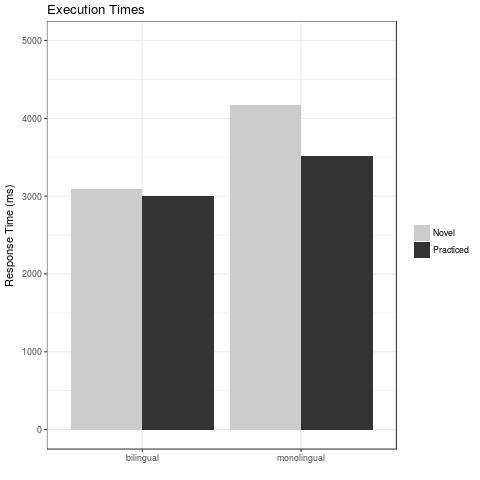 Execution Times
Response Time (ms)
5000
4000
3000
2000
1000
0
bilingual
monolingual
Novel
Practiced